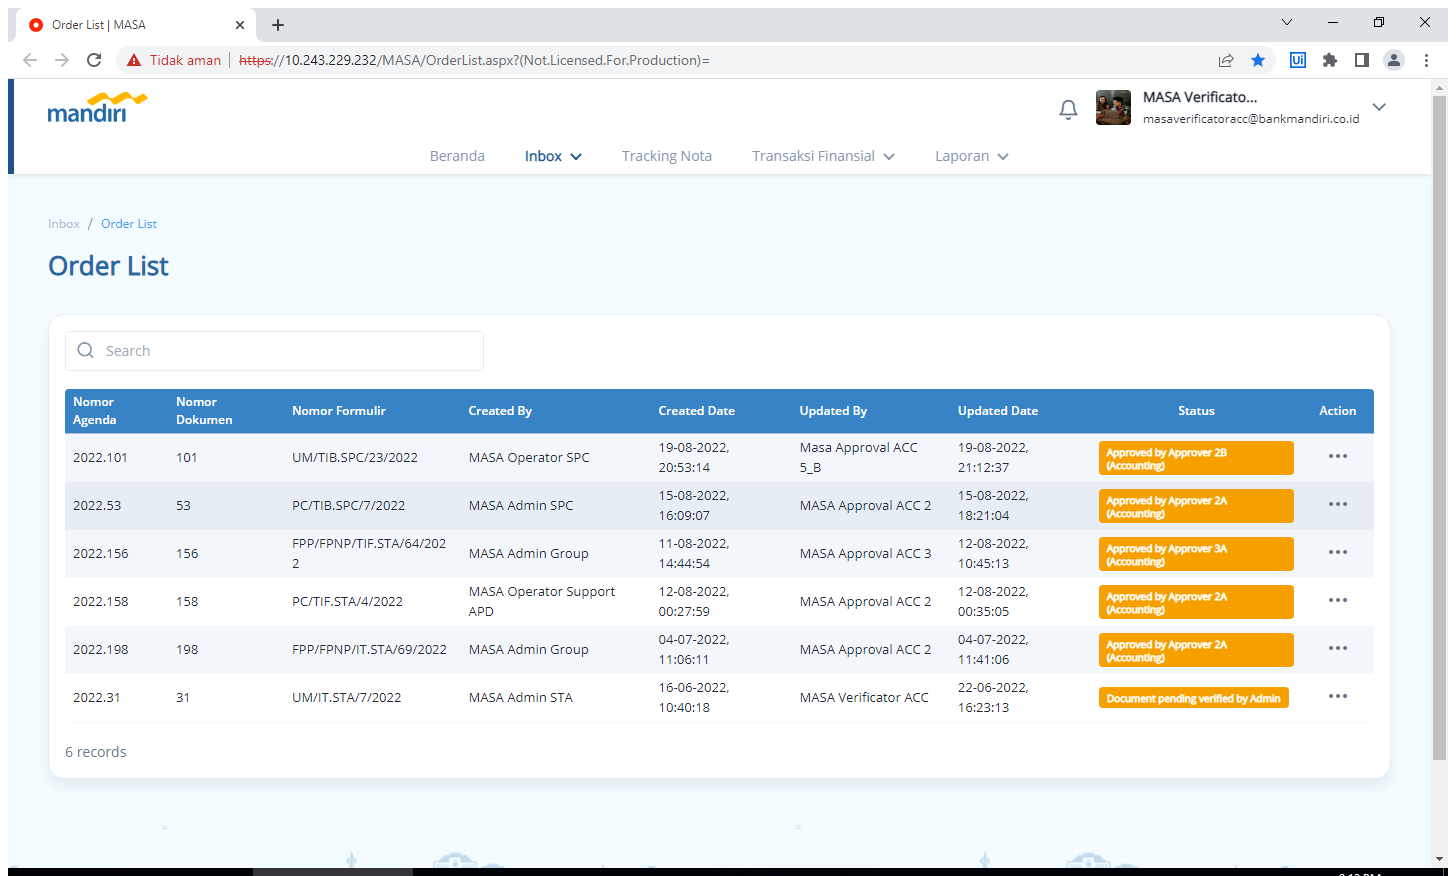 Order List | MASA
Tidak aman
https://10.243.229.232/MASA/OrderList.aspx?(Not.Licensed.For.Production)=
Ui
mandiri
MASA Verificato...
masaverificatoracc@bankmandiri.co.id
Beranda Inbox Tracking Nota Transaksi Finansial Laporan
Inbox / Order List
Order List
Search
Nomor Agenda Nomor Dokumen Nomor Formulir Created By Created Date Updated By Updated Date Status Action
2022.101 101 UM/TIB.SPC/23/2022 MASA Operator SPC 19-08-2022, 20:53:14 Masa Approval ACC 5_B 19-08-2022, 21:12:37 Approved by Approver 2B (Accounting) •••
2022.53 53 PC/TIB.SPC/7/2022 MASA Admin SPC 15-08-2022, 16:09:07 MASA Approval ACC 2 15-08-2022, 18:21:04 Approved by Approver 2A (Accounting) •••
2022.156 156 FPP/FPNP/TIF.STA/64/2022 MASA Admin Group 11-08-2022, 14:44:54 MASA Approval ACC 3 12-08-2022, 10:45:13 Approved by Approver 3A (Accounting) •••
2022.158 158 PC/TIF.STA/4/2022 MASA Operator Support APD 12-08-2022, 00:27:59 MASA Approval ACC 2 12-08-2022, 00:35:05 Approved by Approver 2A (Accounting) •••
2022.198 198 FPP/FPNP/IT.STA/69/2022 MASA Admin Group 04-07-2022, 11:06:11 MASA Approval ACC 2 04-07-2022, 11:41:06 Approved by Approver 2A (Accounting) •••
2022.31 31 UM/IT.STA/7/2022 MASA Admin STA 16-06-2022, 10:40:18 MASA Verificator ACC 22-06-2022, 16:23:13 Document pending verified by Admin •••
6 records